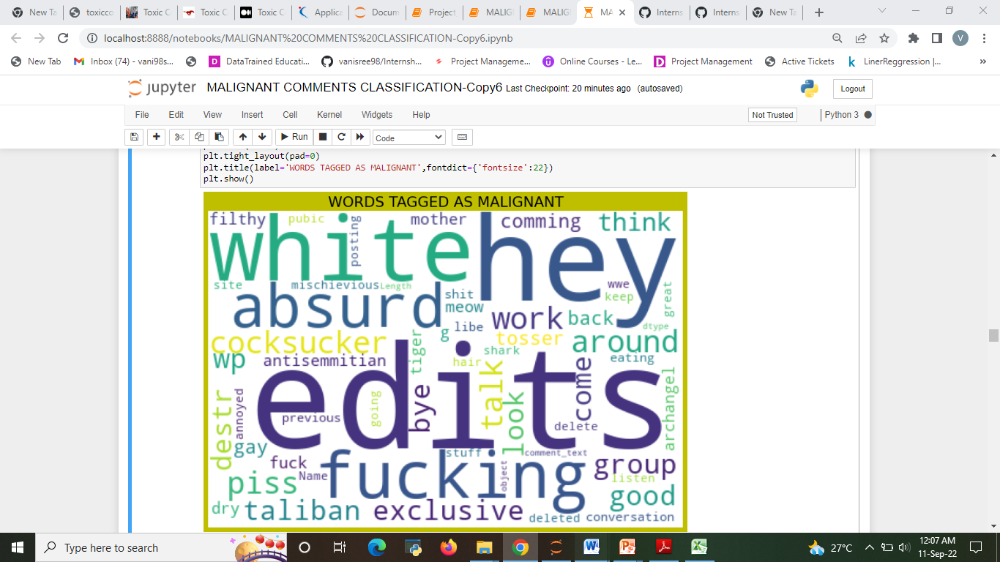 New Ta
toxicco
Toxic C
Toxic C
Toxic C
Applica
Docum
Project
MALIGI
MALIGI
MA
Interns
Interns
New Ta
localhost:8888/notebooks/MALIGNANT%20COMMENTS%20CLASSIFICATION-Copy6.ipynb
V
New Tab
Inbox (74) - vani98s...
D DataTrained Educati...
vanisree98/Internsh...
Project Manageme...
Online Courses - Le...
D Project Management
Active Tickets
k LinerReggression |...
»
jupyter MALIGNANT COMMENTS CLASSIFICATION-Copy6 Last Checkpoint: 20 minutes ago (autosaved)
Logout
File Edit View Insert Cell Kernel Widgets Help
Not Trusted
Python 3
Run
Code
plt.tight_layout(pad=0)
plt.title(label='WORDS TAGGED AS MALIGNANT',fontdict={'fontsize':22})
plt.show()
WORDS TAGGED AS MALIGNANT
filthy
pubic
posting
mother
comming
think
white
hey
site
mischievious
Length
wwe
keep
great
absurd
shit
meow
work
back
libe
g
dtype
cocksucker
tiger
tosser
around
shark
wp
antisemmitian
hair
eating
edits
talk
come
archangel
destr
annoyed
previous
going
bye
look
delete
gay
stuff
comment_text
fuck
Name
fucking
object
group
listen
piss
good
dry
taliban
exclusive
deleted
conversation
Type here to search
27°C
12:07 AM
11-Sep-22